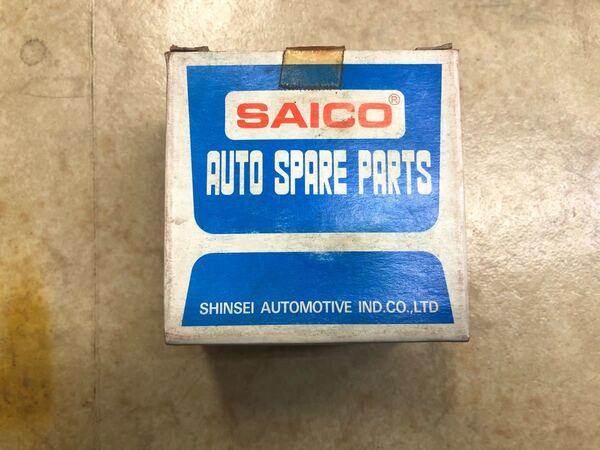 SAICO®
AUTO SPARE PARTS
SHINSEI AUTOMOTIVE IND.CO.,LTD